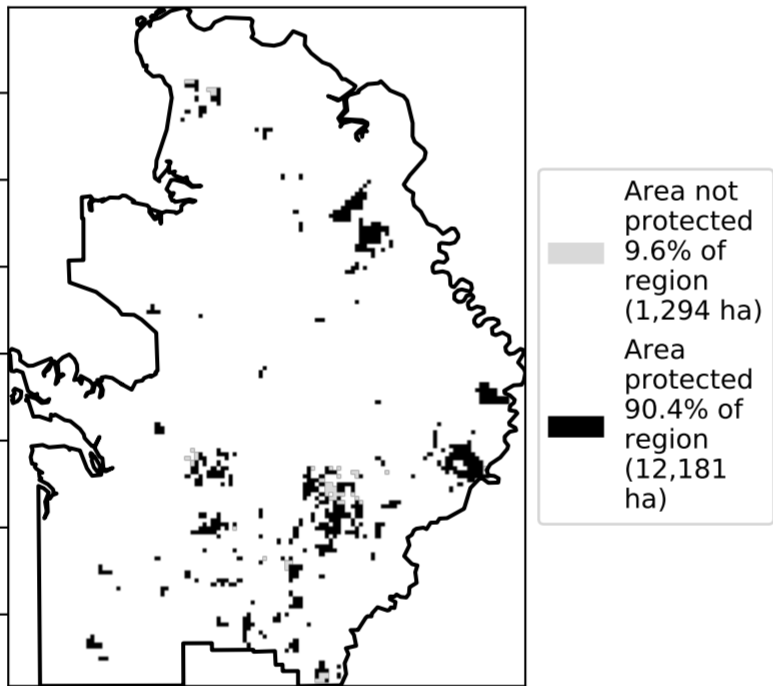 Area not
protected
9.6% of
region
(1,294 ha)
Area
protected
90.4% of
region
(12,181
ha)